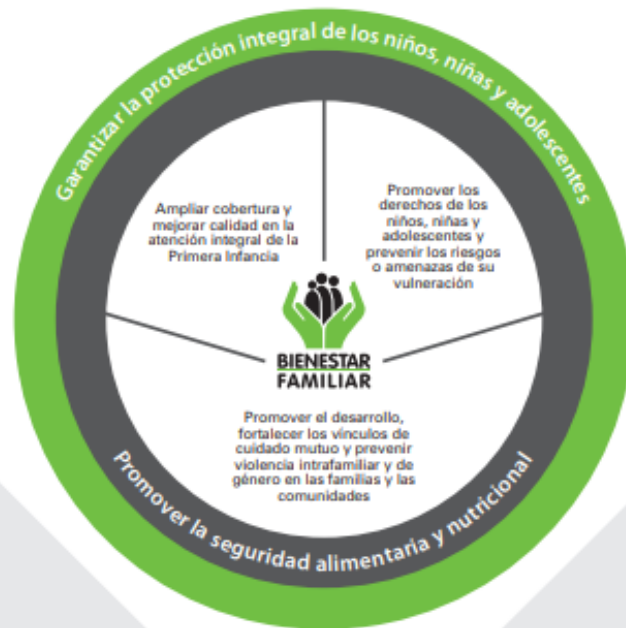 Garantizar la protección integral de los niños, niñas y adolescentes
Ampliar cobertura y
mejorar calidad en la
atención integral de la
Primera Infancia
Promover los
derechos de los
niños, niñas y
adolescentes y
prevenir los riesgos
o amenazas de su
vulneración
BIENESTAR
FAMILIAR
Promover el desarrollo,
fortalecer los vínculos de
cuidado mutuo y prevenir
violencia intrafamiliar y de
género en las familias y las
comunidades
Promover la seguridad alimentaria y nutricional